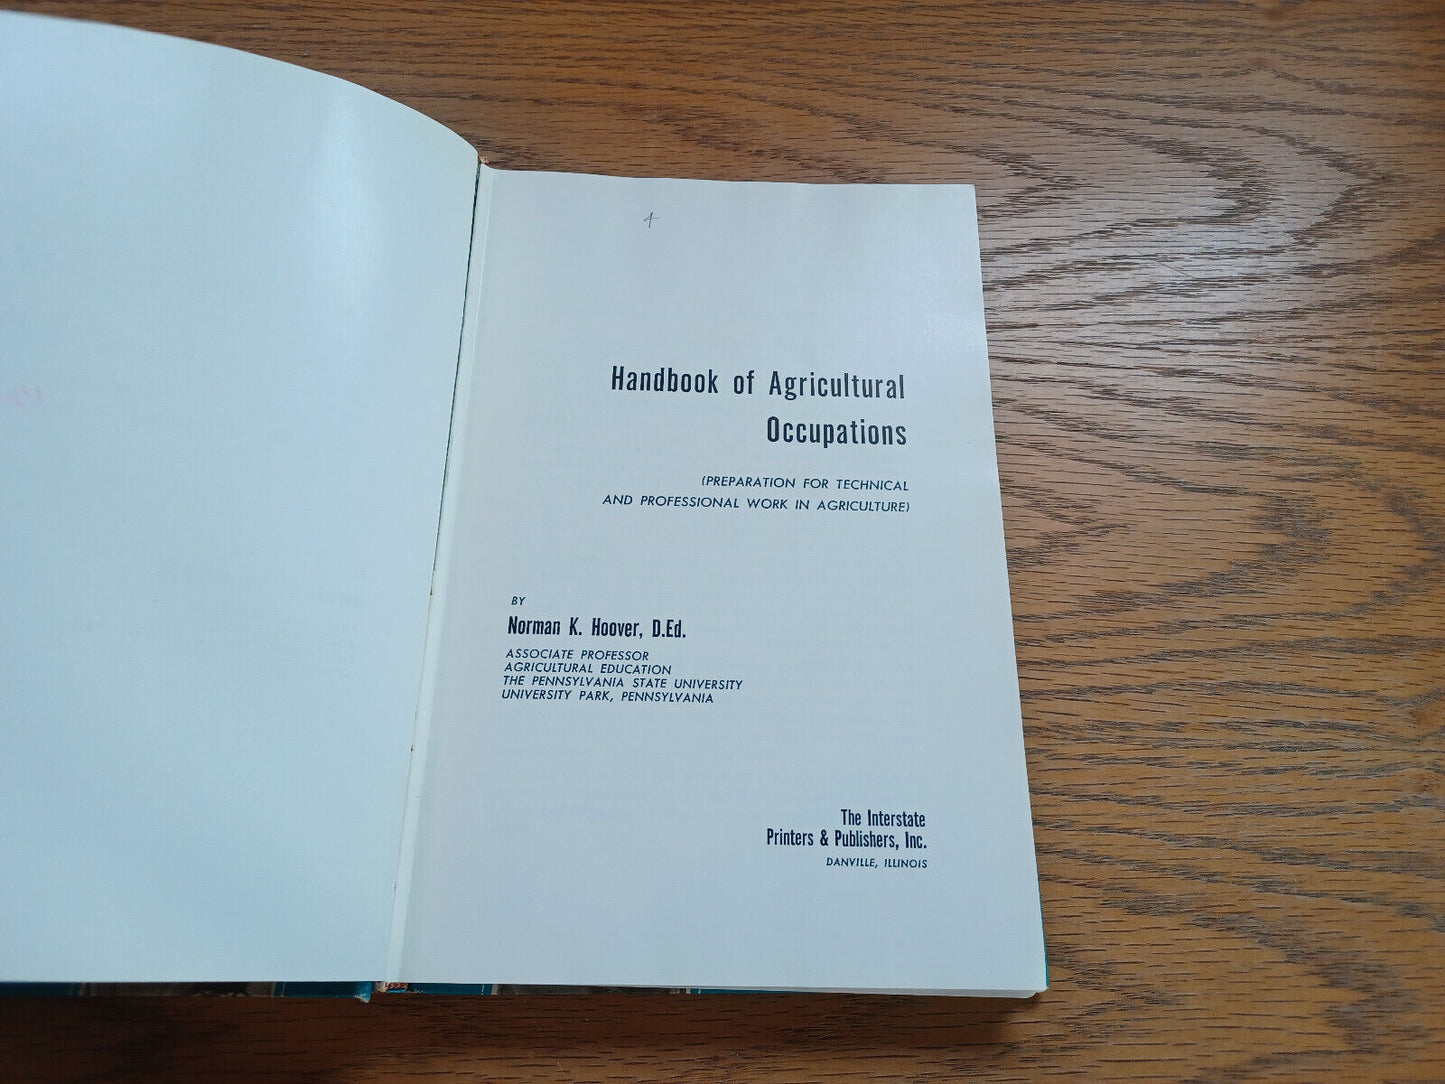 4
Handbook of Agricultural
Occupations
(PREPARATION FOR TECHNICAL
AND PROFESSIONAL WORK IN AGRICULTURE)
BY
Norman K. Hoover, D.Ed.
ASSOCIATE PROFESSOR
AGRICULTURAL EDUCATION
THE PENNSYLVANIA STATE UNIVERSITY
UNIVERSITY PARK, PENNSYLVANIA
The Interstate
Printers & Publishers, Inc.
DANVILLE, ILLINOIS